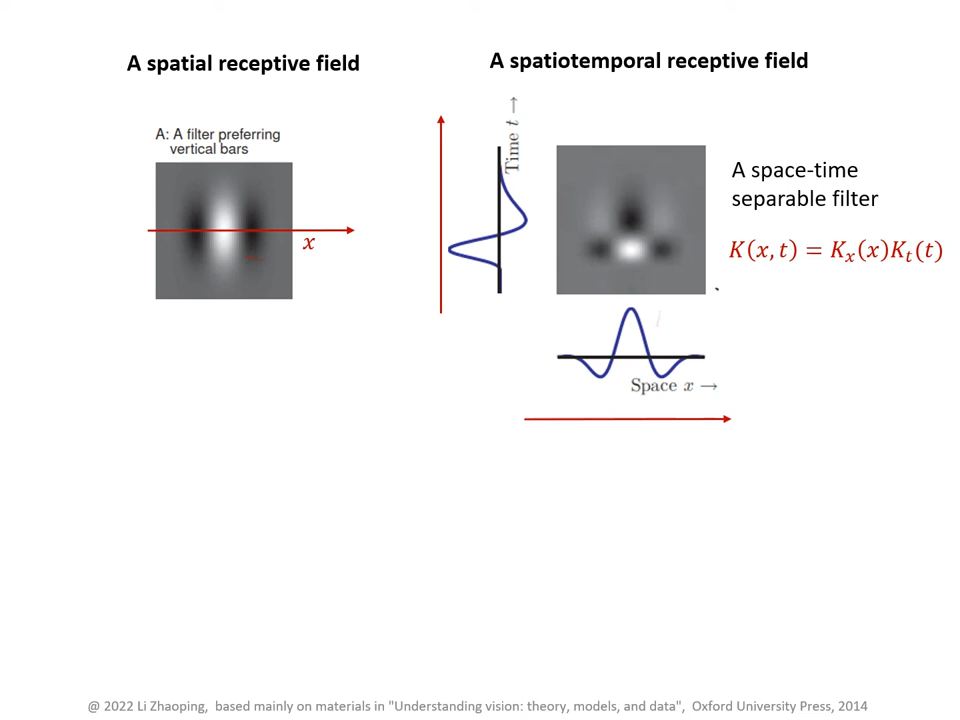 A spatial receptive field
A spatiotemporal receptive field
A: A filter preferring
vertical bars
x
Time t →
A space-time
separable filter
K(x, t) = Kₓ(x)Kₜ(t)
Space x →
@ 2022 Li Zhaoping, based mainly on materials in "Understanding vision: theory, models, and data", Oxford University Press, 2014